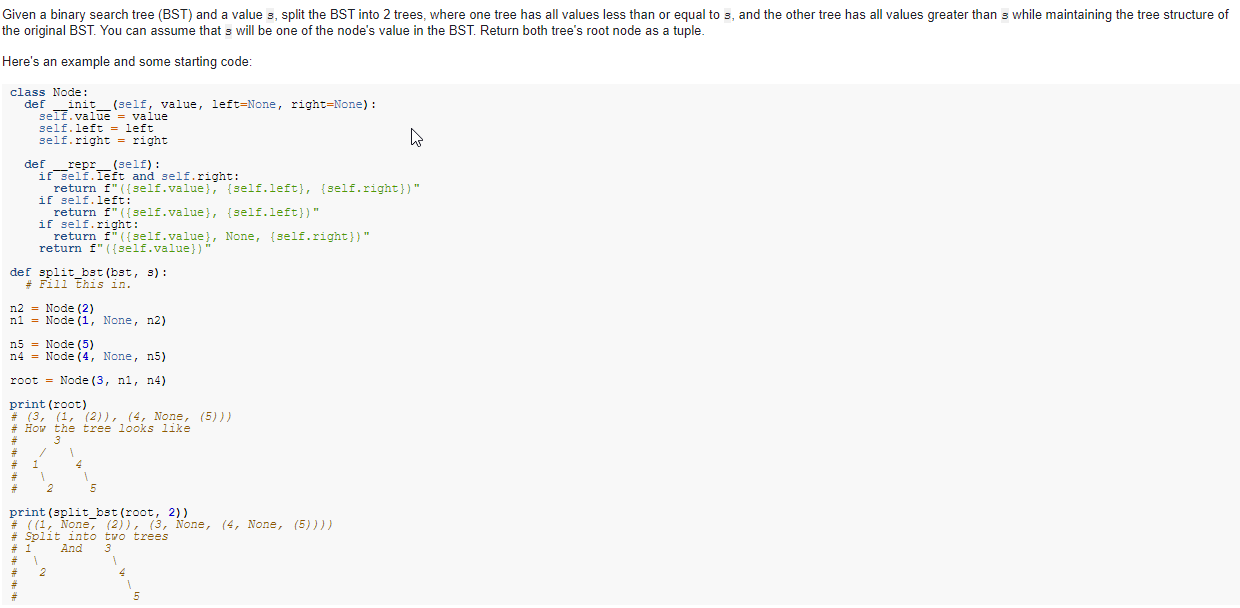 Given a binary search tree (BST) and a value s, split the BST into 2 trees, where one tree has all values less than or equal to s, and the other tree has all values greater than s while maintaining the tree structure of
the original BST. You can assume that s will be one of the node's value in the BST. Return both tree's root node as a tuple.

Here's an example and some starting code:

class Node:
  def __init__(self, value, left=None, right=None):
    self.value = value
    self.left = left
    self.right = right

  def __repr__(self):
    if self.left and self.right:
      return f"({self.value}, {self.left}, {self.right})"
    if self.left:
      return f"({self.value}, {self.left})"
    if self.right:
      return f"({self.value}, None, {self.right})"
    return f"({self.value})"

def split_bst(bst, s):
  # Fill this in.

n2 = Node(2)
n1 = Node(1, None, n2)

n5 = Node(5)
n4 = Node(4, None, n5)

root = Node(3, n1, n4)

print(root)
# (3, (1, (2)), (4, None, (5)))
# How the tree looks like
#     3
#   /   \
#  1     4
#   \     \
#    2     5

print(split_bst(root, 2))
# ((1, None, (2)), (3, None, (4, None, (5))))
# Split into two trees
# 1    And   3
#  \          \
#   2          4
#              \
#               5